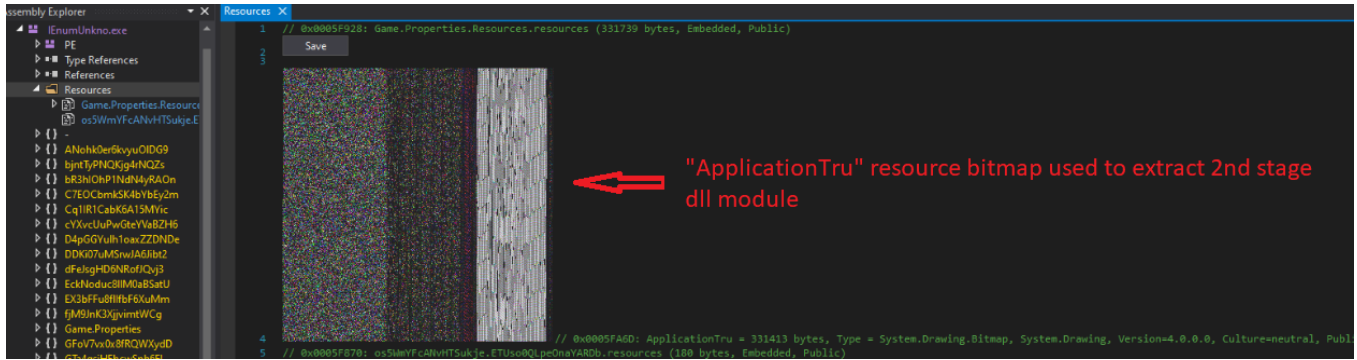 Assembly Explorer
IEnumUnkno.exe
PE
Type References
References
Resources
Game.Properties.Resource
os5WmYFcANvHTSukje.E
-
ANohk0er6kvyuOIDG9
bjntTyPNQKjg4rNQZs
bR3hIOhP1NdN4yRAOn
C7EOCbmkSK4bYbEy2m
Cq1IR1CabK6A15MYic
cYXvcUuPwGteYVaBZH6
D4pGGYulh1oaxZZDNDe
DDKi07uMSrwJA6Jibt2
dFeJsgHD6NRofJQvj3
EckNoduc8IIM0aBSatU
EX3bFFu8fIlfbF6XuMm
fJM9JnK3XjjvimtWCg
Game.Properties
GFoV7vx0x8fRQWXydD
Resources
1 // 0x0005F928: Game.Properties.Resources.resources (331739 bytes, Embedded, Public)
2 Save
3
"ApplicationTru" resource bitmap used to extract 2nd stage
dll module
4 // 0x0005FA6D: ApplicationTru = 331413 bytes, Type = System.Drawing.Bitmap, System.Drawing, Version=4.0.0.0, Culture=neutral, Publi
5 // 0x0005F870: os5WmYFcANvHTSukje.ETUso0QLpeOnaYARDb.resources (180 bytes, Embedded, Public)